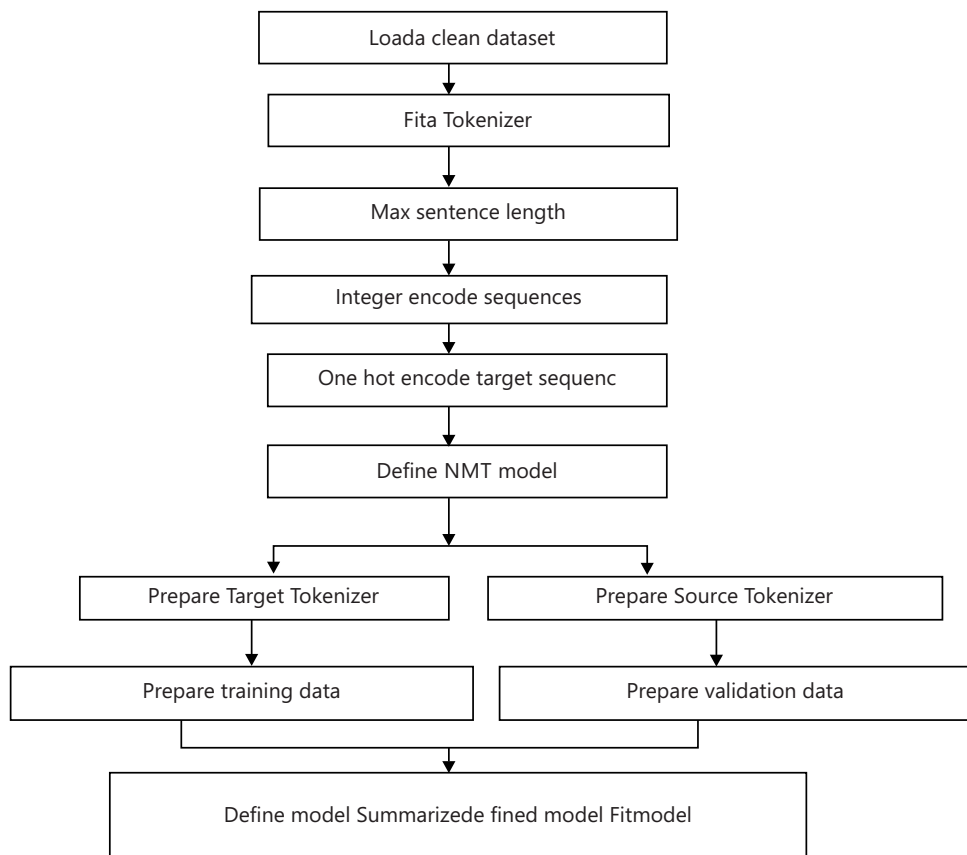 Loada clean dataset
Fita Tokenizer
Max sentence length
Integer encode sequences
One hot encode target sequenc
Define NMT model
Prepare Target Tokenizer
Prepare Source Tokenizer
Prepare training data
Prepare validation data
Define model Summarizede fined model Fitmodel